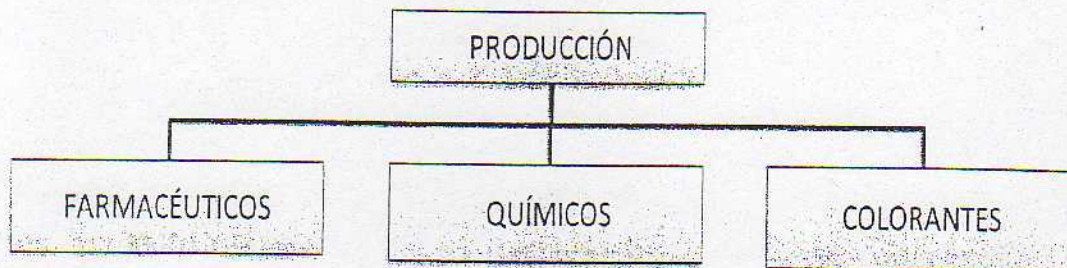 PRODUCCIÓN
FARMACÉUTICOS
QUÍMICOS
COLORANTES